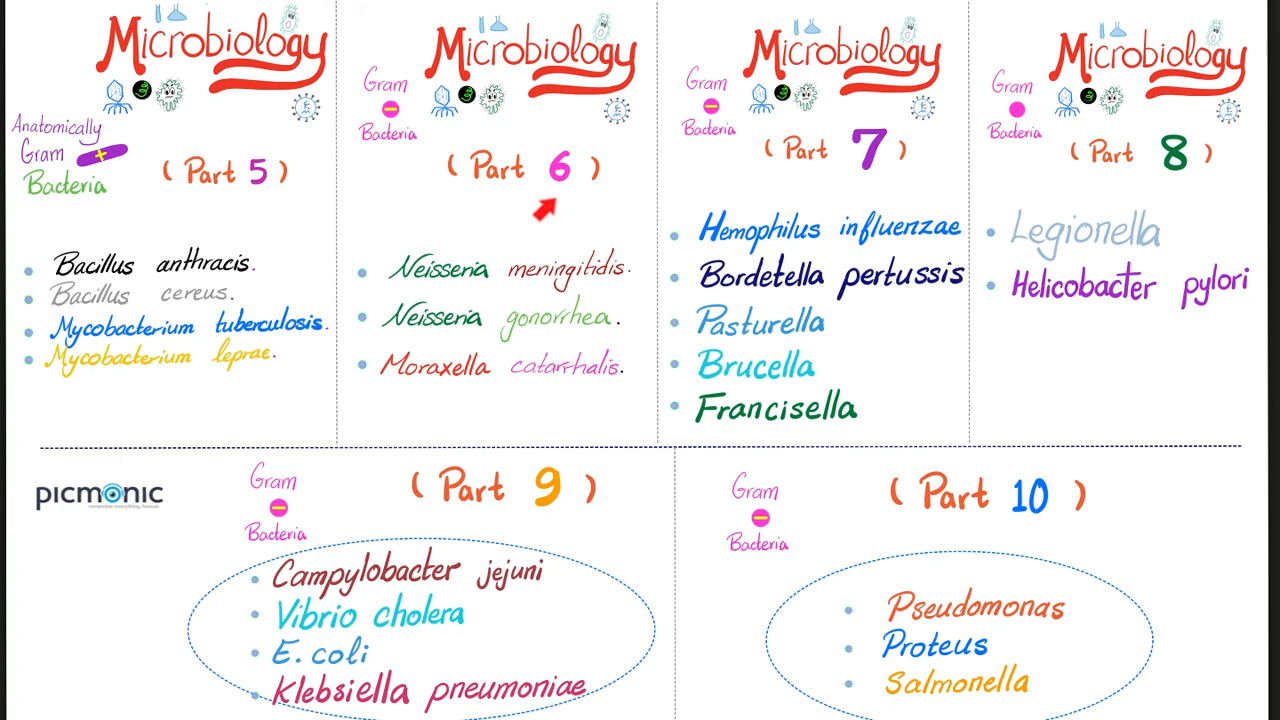 Microbiology
Anatomically
Gram +
Bacteria
(Part 5)
Bacillus anthracis.
Bacillus cereus.
Mycobacterium tuberculosis.
Mycobacterium leprae.
Microbiology
Gram
Bacteria
(Part 6)
Neisseria meningitidis.
Neisseria gonorrhea.
Moraxella catarrhalis.
Microbiology
Gram
Bacteria
(Part 7)
Hemophilus influenzae
Bordetella pertussis
Pasturella
Brucella
Francisella
Microbiology
Gram
Bacteria
(Part 8)
Legionella
Helicobacter pylori
picmonic
Gram
Bacteria
(Part 9)
Campylobacter jejuni
Vibrio cholera
E. coli
Klebsiella pneumoniae
Gram
Bacteria
(Part 10)
Pseudomonas
Proteus
Salmonella